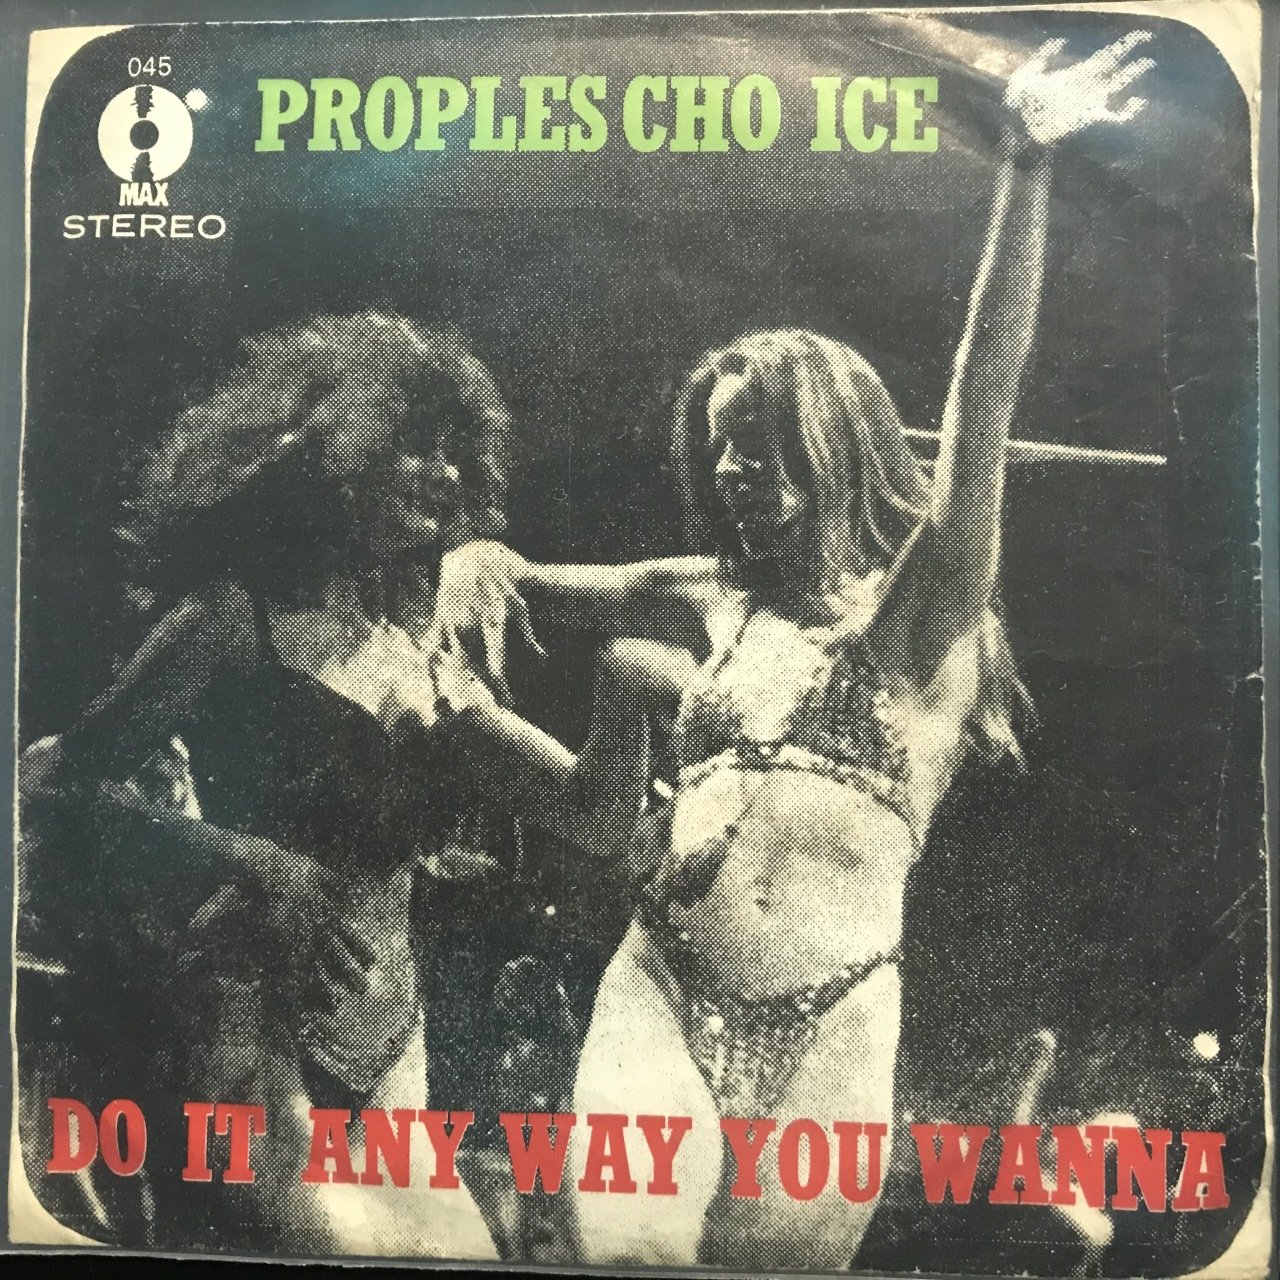 045
PROPLES CHO ICE
MAX
STEREO
DO IT ANY WAY YOU WANNA